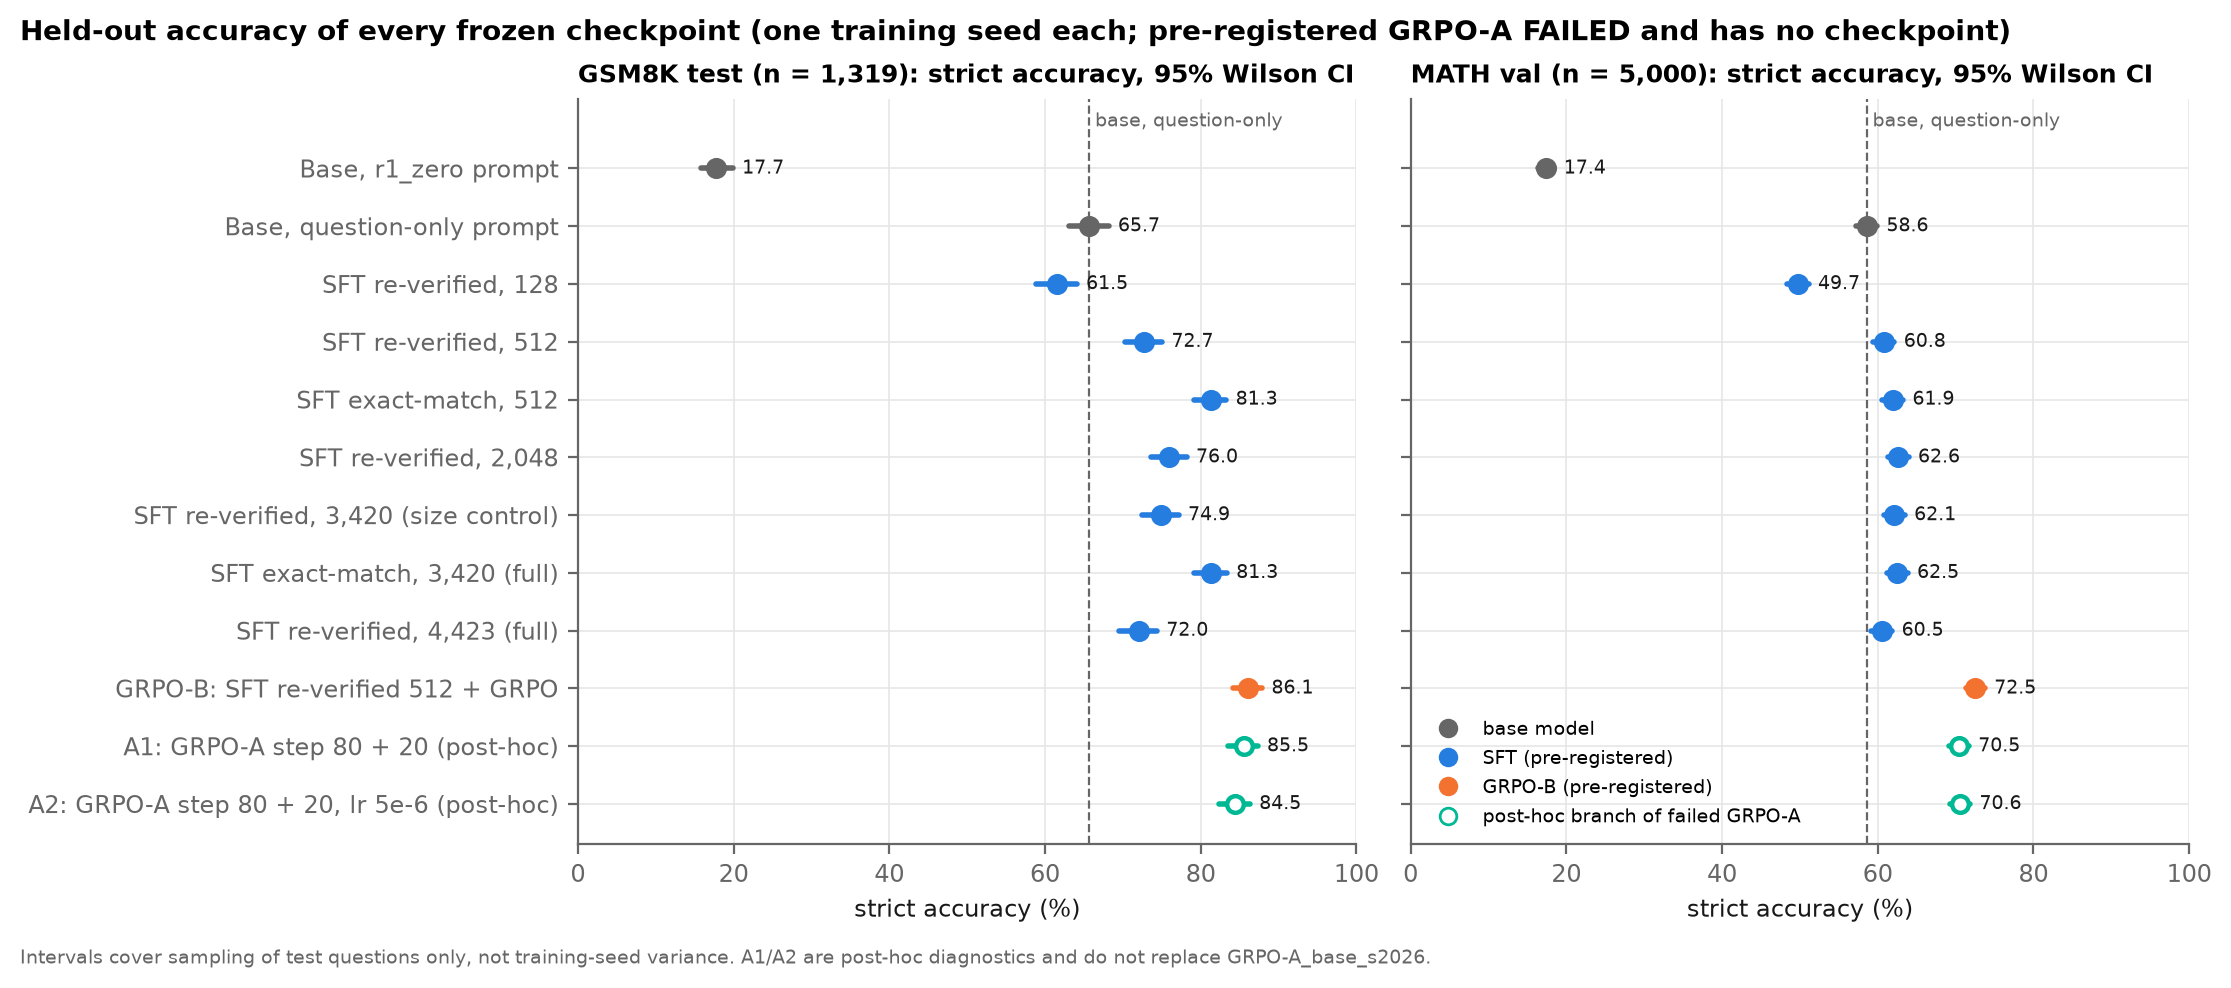 Held-out accuracy of every frozen checkpoint (one training seed each; pre-registered GRPO-A FAILED and has no checkpoint)
GSM8K test (n = 1,319): strict accuracy, 95% Wilson CI
MATH val (n = 5,000): strict accuracy, 95% Wilson CI
base, question-only
base, question-only
Base, r1_zero prompt 17.7 17.4
Base, question-only prompt 65.7 58.6
SFT re-verified, 128 61.5 49.7
SFT re-verified, 512 72.7 60.8
SFT exact-match, 512 81.3 61.9
SFT re-verified, 2,048 76.0 62.6
SFT re-verified, 3,420 (size control) 74.9 62.1
SFT exact-match, 3,420 (full) 81.3 62.5
SFT re-verified, 4,423 (full) 72.0 60.5
GRPO-B: SFT re-verified 512 + GRPO 86.1 72.5
A1: GRPO-A step 80 + 20 (post-hoc) 85.5 70.5
A2: GRPO-A step 80 + 20, lr 5e-6 (post-hoc) 84.5 70.6
base model
SFT (pre-registered)
GRPO-B (pre-registered)
post-hoc branch of failed GRPO-A
0 20 40 60 80 100
0 20 40 60 80 100
strict accuracy (%)
strict accuracy (%)
Intervals cover sampling of test questions only, not training-seed variance. A1/A2 are post-hoc diagnostics and do not replace GRPO-A_base_s2026.